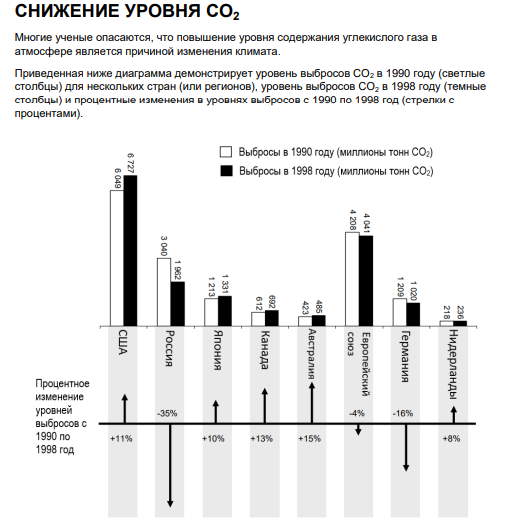 СНИЖЕНИЕ УРОВНЯ CO₂
Многие ученые опасаются, что повышение уровня содержания углекислого газа в
атмосфере является причиной изменения климата.
Приведенная ниже диаграмма демонстрирует уровень выбросов CO₂ в 1990 году (светлые
столбцы) для нескольких стран (или регионов), уровень выбросов CO₂ в 1998 году (темные
столбцы) и процентные изменения в уровнях выбросов с 1990 по 1998 год (стрелки с
процентами).
Выбросы в 1990 году (миллионы тонн CO₂)
Выбросы в 1998 году (миллионы тонн CO₂)
6 049
6 727
3 040
1 962
1 213
1 331
612
692
423
485
4 208
4 041
1 209
1 020
218
236
США
Россия
Япония
Канада
Австралия
Европейский
союз
Германия
Нидерланды
Процентное
изменение
уровней
выбросов с
1990 по
1998 год
+11%
-35%
+10%
+13%
+15%
-4%
-16%
+8%